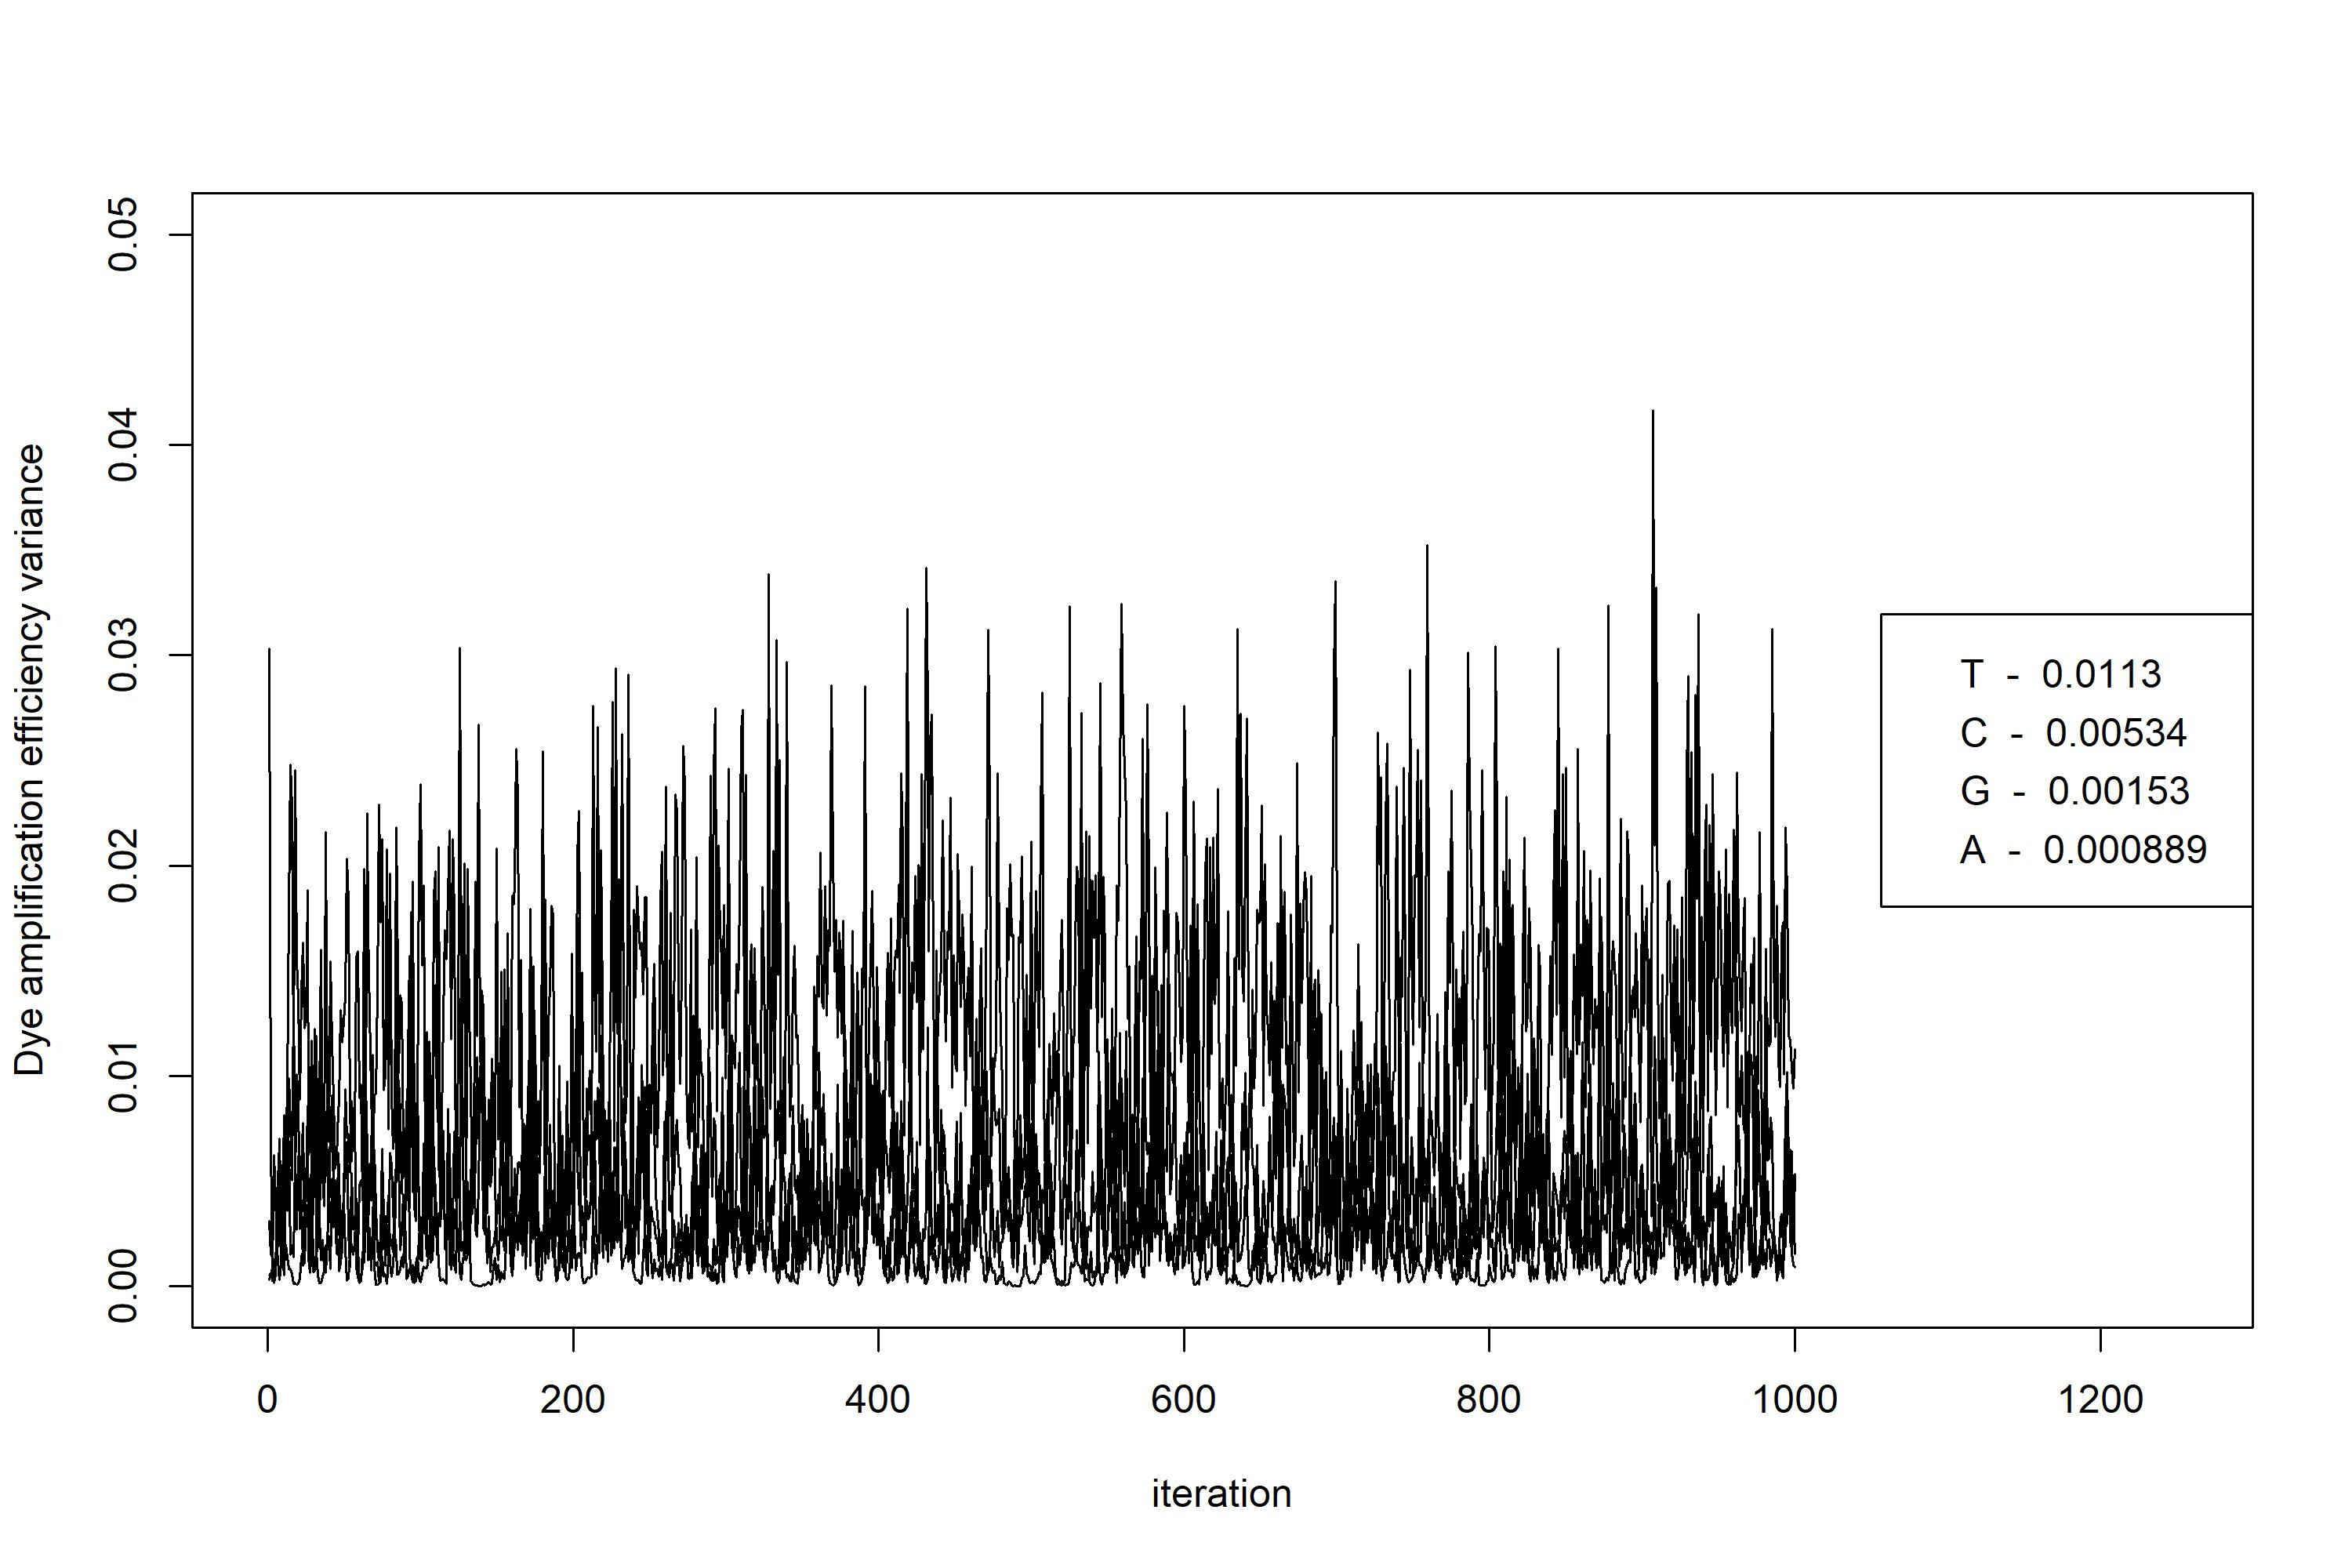 Dye amplification efficiency variance
0.05
0.04
0.03
0.02
0.01
0.00
T - 0.0113
C - 0.00534
G - 0.00153
A - 0.000889
0 200 400 600 800 1000 1200
iteration